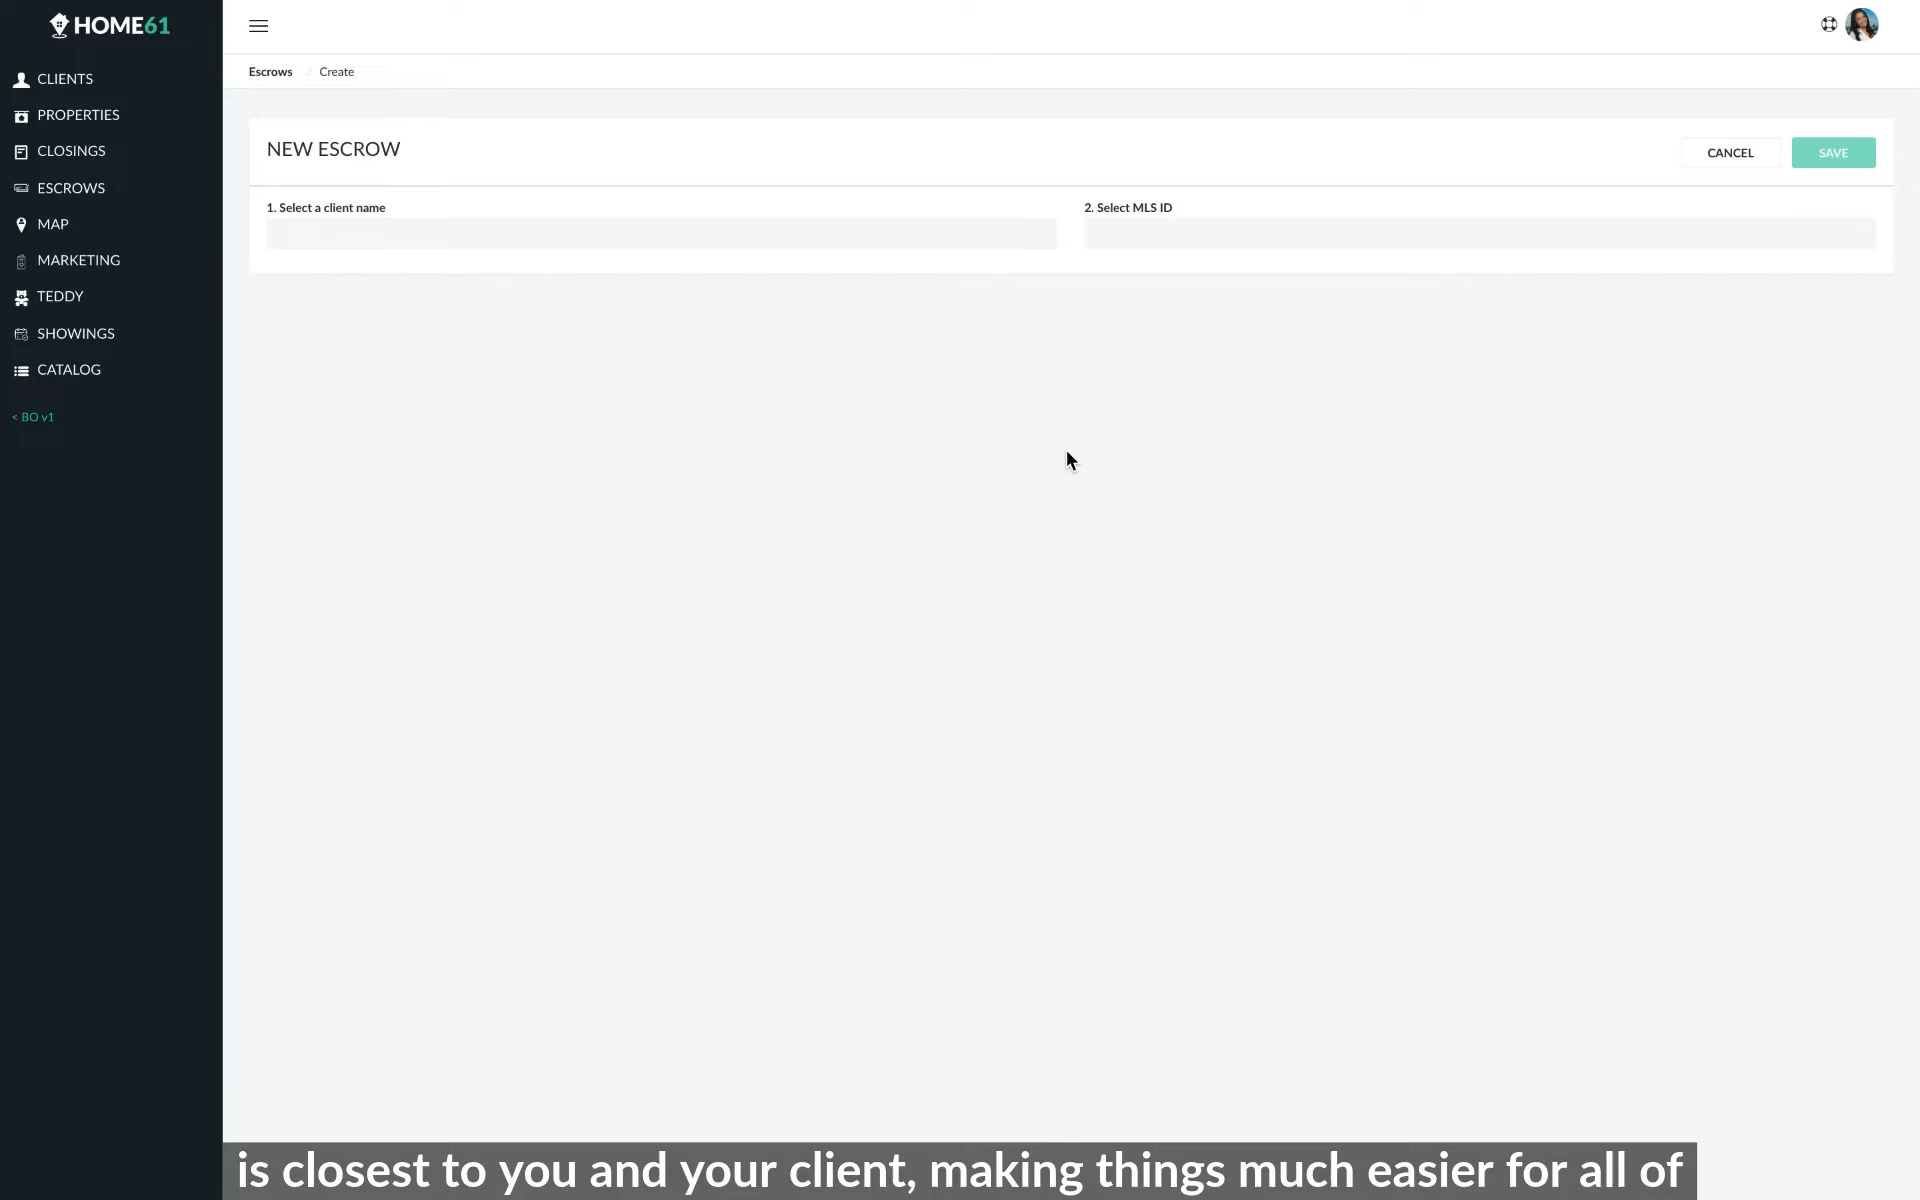 HOME61
CLIENTS
PROPERTIES
CLOSINGS
ESCROWS
MAP
MARKETING
TEDDY
SHOWINGS
CATALOG
< BO v1
Escrows / Create
NEW ESCROW
CANCEL
SAVE
1. Select a client name
2. Select MLS ID
is closest to you and your client, making things much easier for all of